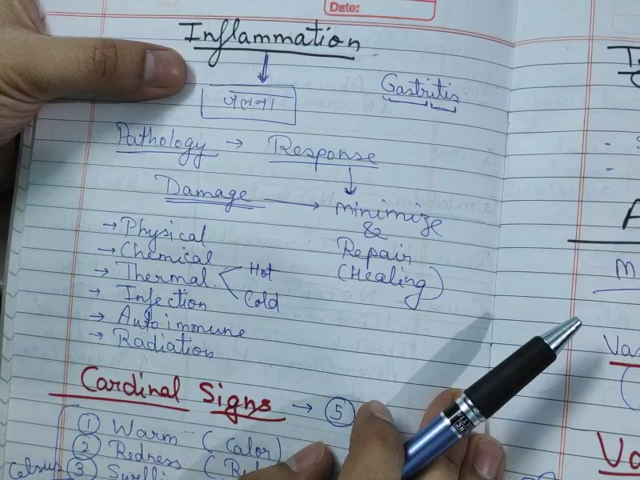 Date:
Inflammation
जलना
Gastritis
Pathology → Response
Damage → minimize
&
Repair
(Healing)
→ Physical
→ Chemical
→ Thermal Hot
Cold
→ Infection
→ Autoimmune
→ Radiation
Cardinal Signs → 5
1 Warm - (Calor)
2 Redness
Celsus 3